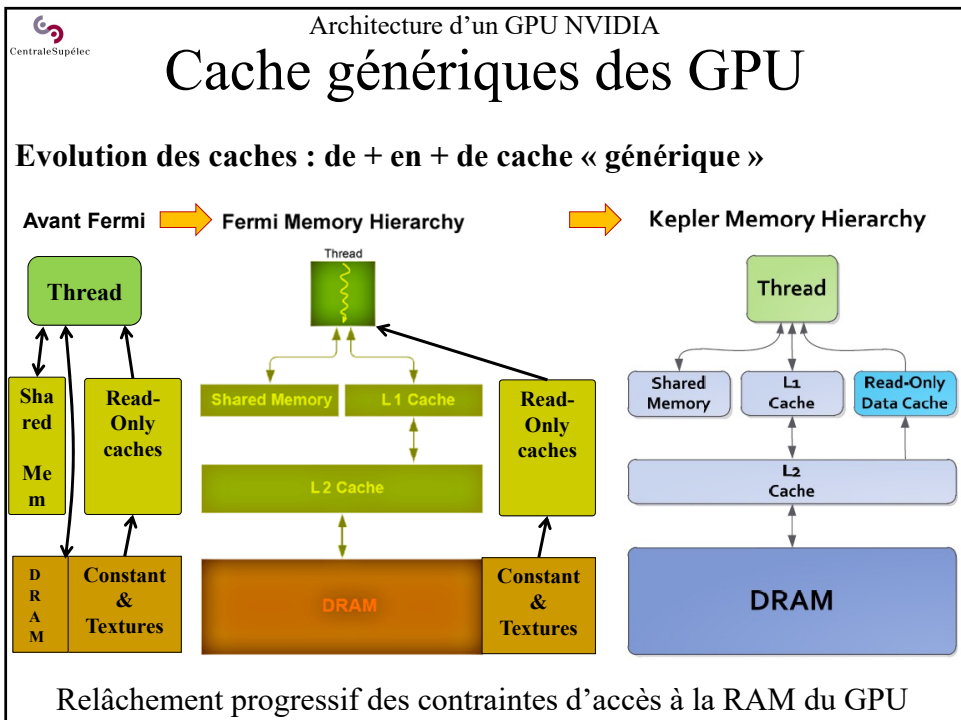 CentraleSupélec
Architecture d'un GPU NVIDIA
Cache génériques des GPU
Evolution des caches : de + en + de cache « générique »
Avant Fermi
Thread
Sha
red
Me
m
Read-
Only
caches
D
R
A
M
Constant
&
Textures
Fermi Memory Hierarchy
Thread
Shared Memory
L1 Cache
L2 Cache
DRAM
Read-
Only
caches
Constant
&
Textures
Kepler Memory Hierarchy
Thread
Shared
Memory
L1
Cache
Read-Only
Data Cache
L2
Cache
DRAM
Relâchement progressif des contraintes d'accès à la RAM du GPU